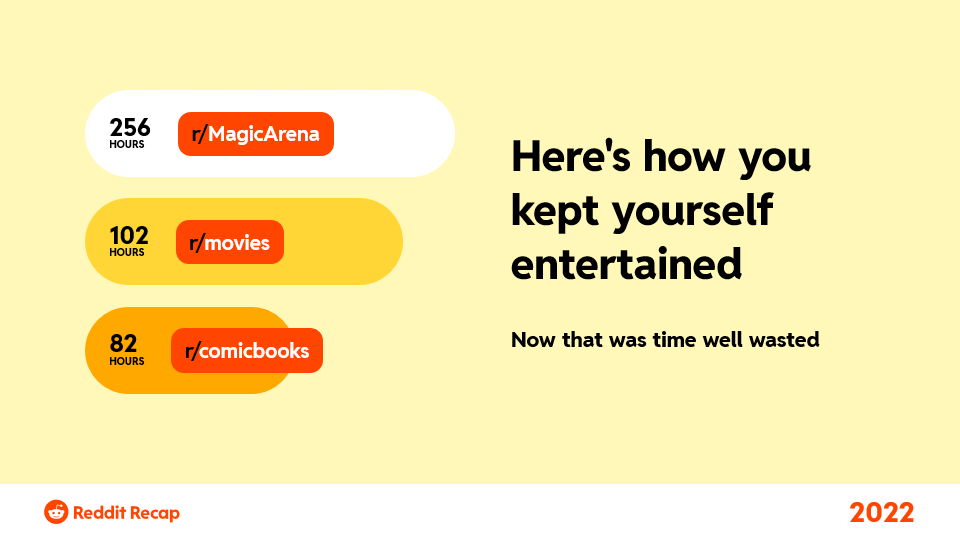 256
HOURS
r/MagicArena
102
HOURS
r/movies
82
HOURS
r/comicbooks
Here's how you
kept yourself
entertained
Now that was time well wasted
Reddit Recap
2022